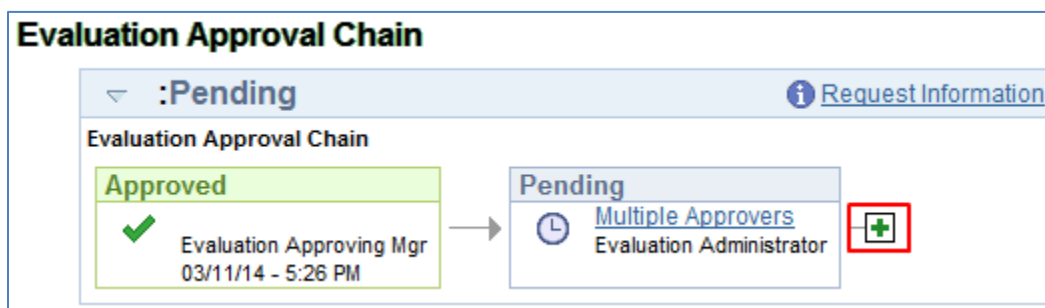 Evaluation Approval Chain
:Pending
Request Information
Evaluation Approval Chain
Approved
Evaluation Approving Mgr
03/11/14 - 5:26 PM
Pending
Multiple Approvers
Evaluation Administrator